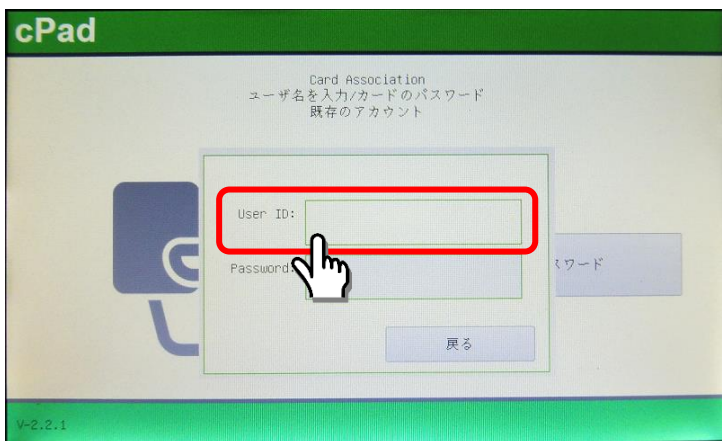 cPad
Card Association
ユーザ名を入力/カードのパスワード
既存のアカウント
User ID:
Password:
スワード
戻る
V-2.2.1